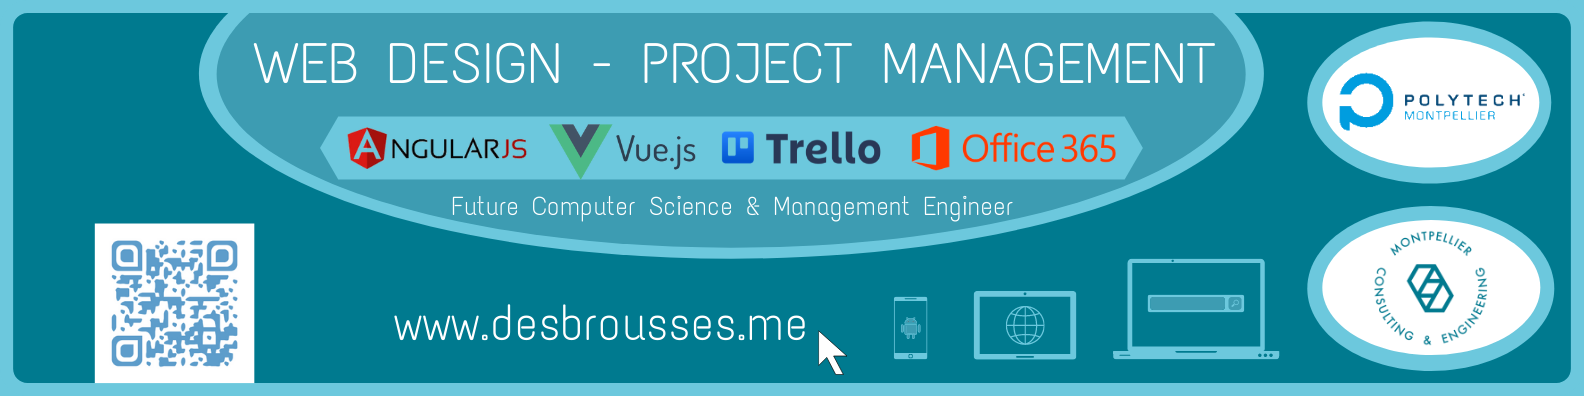 WEB DESIGN - PROJECT MANAGEMENT
ANGULARJS Vue.js Trello Office 365
Future Computer Science & Management Engineer
www.desbrousses.me
POLYTECH
MONTPELLIER
MONTPELLIER
CONSULTING & ENGINEERING